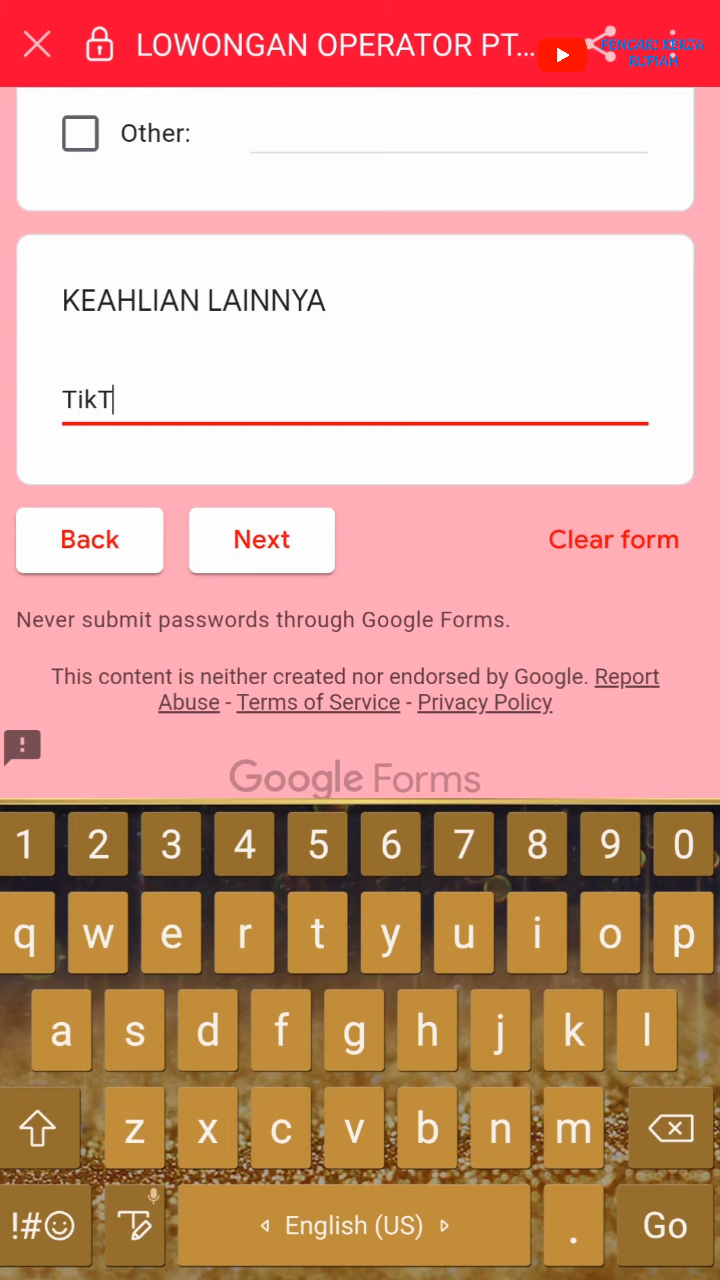 LOWONGAN OPERATOR PT...
PENCARI KERJA
RUPIAH
Other:
KEAHLIAN LAINNYA
TikT
Back
Next
Clear form
Never submit passwords through Google Forms.
This content is neither created nor endorsed by Google. Report
Abuse - Terms of Service - Privacy Policy
Google Forms
1 2 3 4 5 6 7 8 9 0
q w e r t y u i o p
a s d f g h j k l
z x c v b n m
!#☺ T English (US) . Go